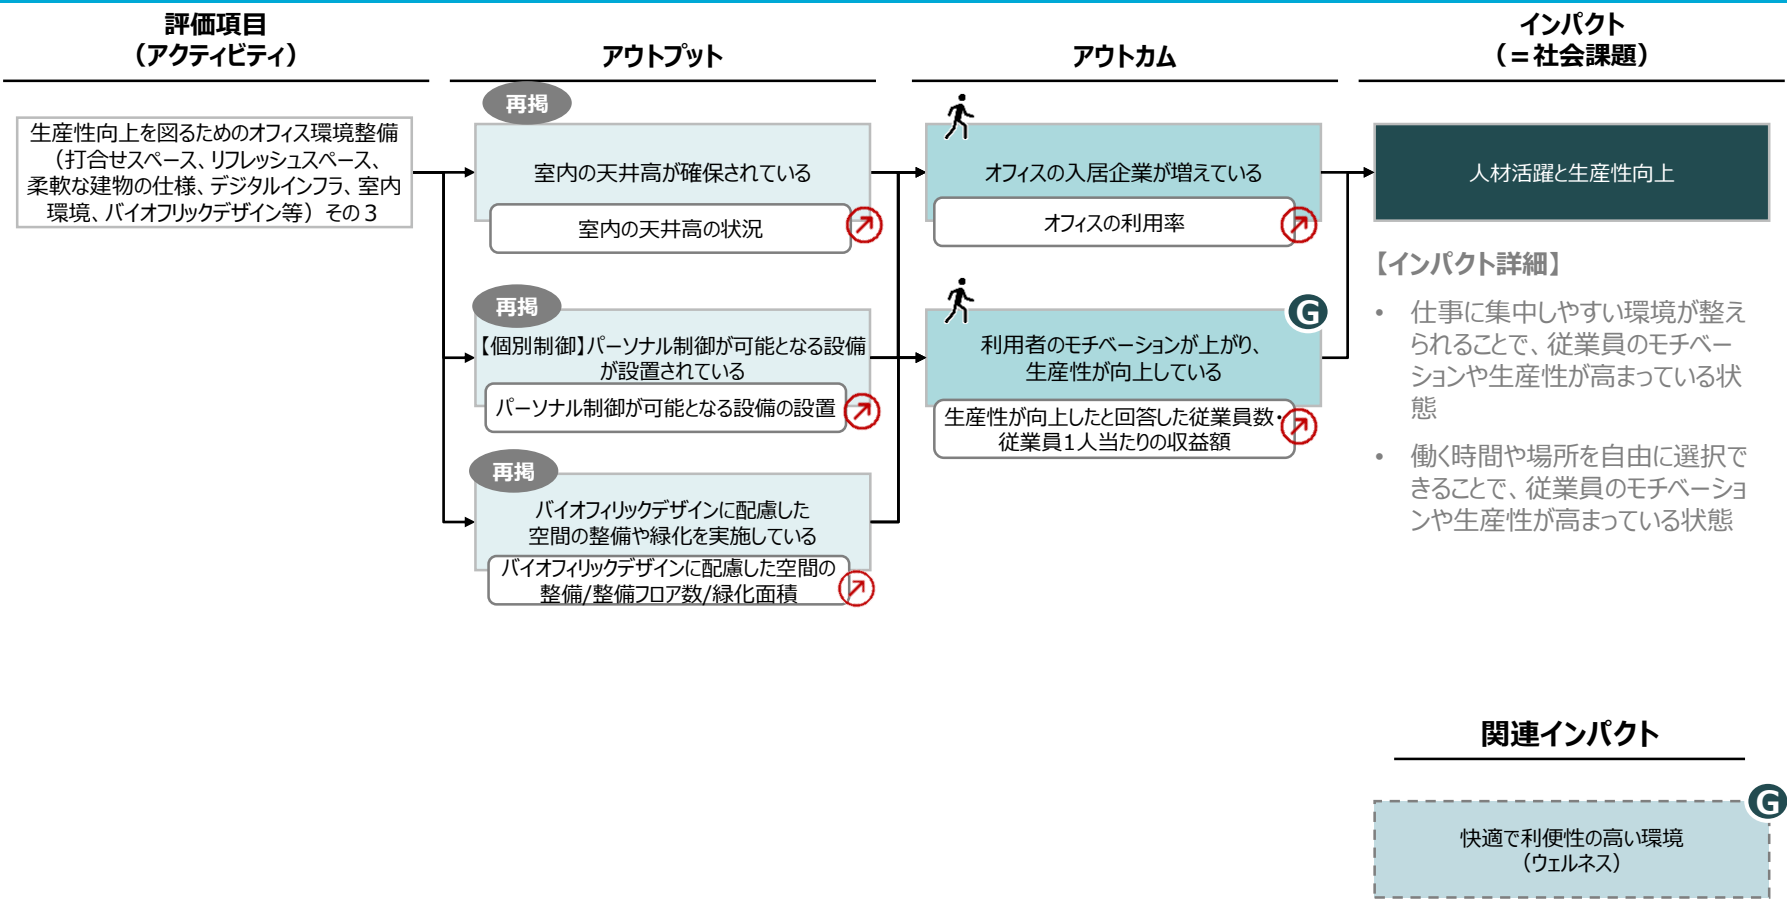 評価項目
（アクティビティ）
アウトプット
アウトカム
インパクト
（＝社会課題）
生産性向上を図るためのオフィス環境整備
（打合せスペース、リフレッシュスペース、
柔軟な建物の仕様、デジタルインフラ、室内
環境、バイオフリックデザイン等）その３
再掲
室内の天井高が確保されている
室内の天井高の状況
再掲
【個別制御】パーソナル制御が可能となる設備
が設置されている
パーソナル制御が可能となる設備の設置
再掲
バイオフィリックデザインに配慮した
空間の整備や緑化を実施している
バイオフィリックデザインに配慮した空間の
整備/整備フロア数/緑化面積
オフィスの入居企業が増えている
オフィスの利用率
G
利用者のモチベーションが上がり、
生産性が向上している
生産性が向上したと回答した従業員数・
従業員1人当たりの収益額
人材活躍と生産性向上
【インパクト詳細】
• 仕事に集中しやすい環境が整え
られることで、従業員のモチベー
ションや生産性が高まっている状
態
• 働く時間や場所を自由に選択で
きることで、従業員のモチベーショ
ンや生産性が高まっている状態
関連インパクト
G
快適で利便性の高い環境
（ウェルネス）